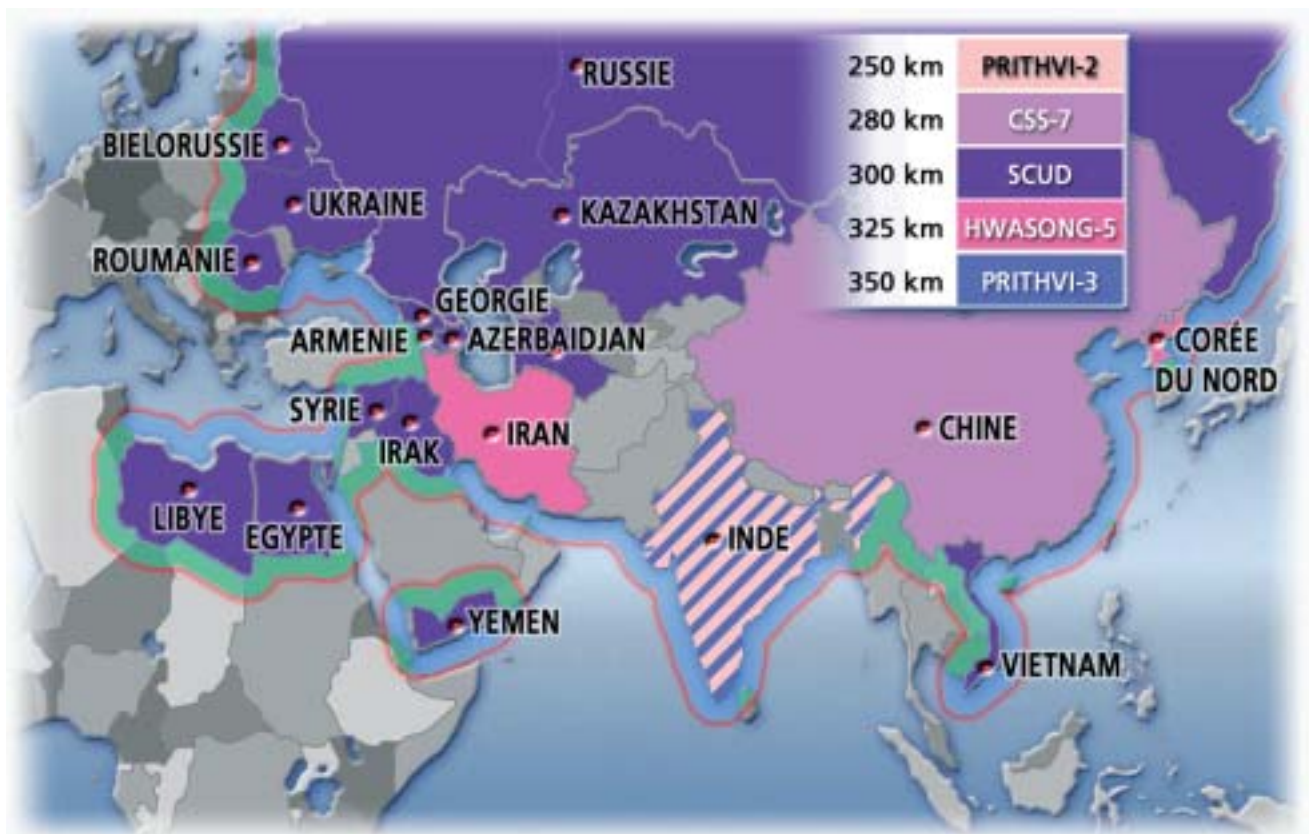 250 km PRITHVI-2
280 km CSS-7
300 km SCUD
325 km HWASONG-5
350 km PRITHVI-3
RUSSIE
BIELORUSSIE
UKRAINE
KAZAKHSTAN
ROUMANIE
GEORGIE
ARMENIE
AZERBAIDJAN
CORÉE
DU NORD
SYRIE
IRAK
IRAN
CHINE
LIBYE
EGYPTE
INDE
YEMEN
VIETNAM